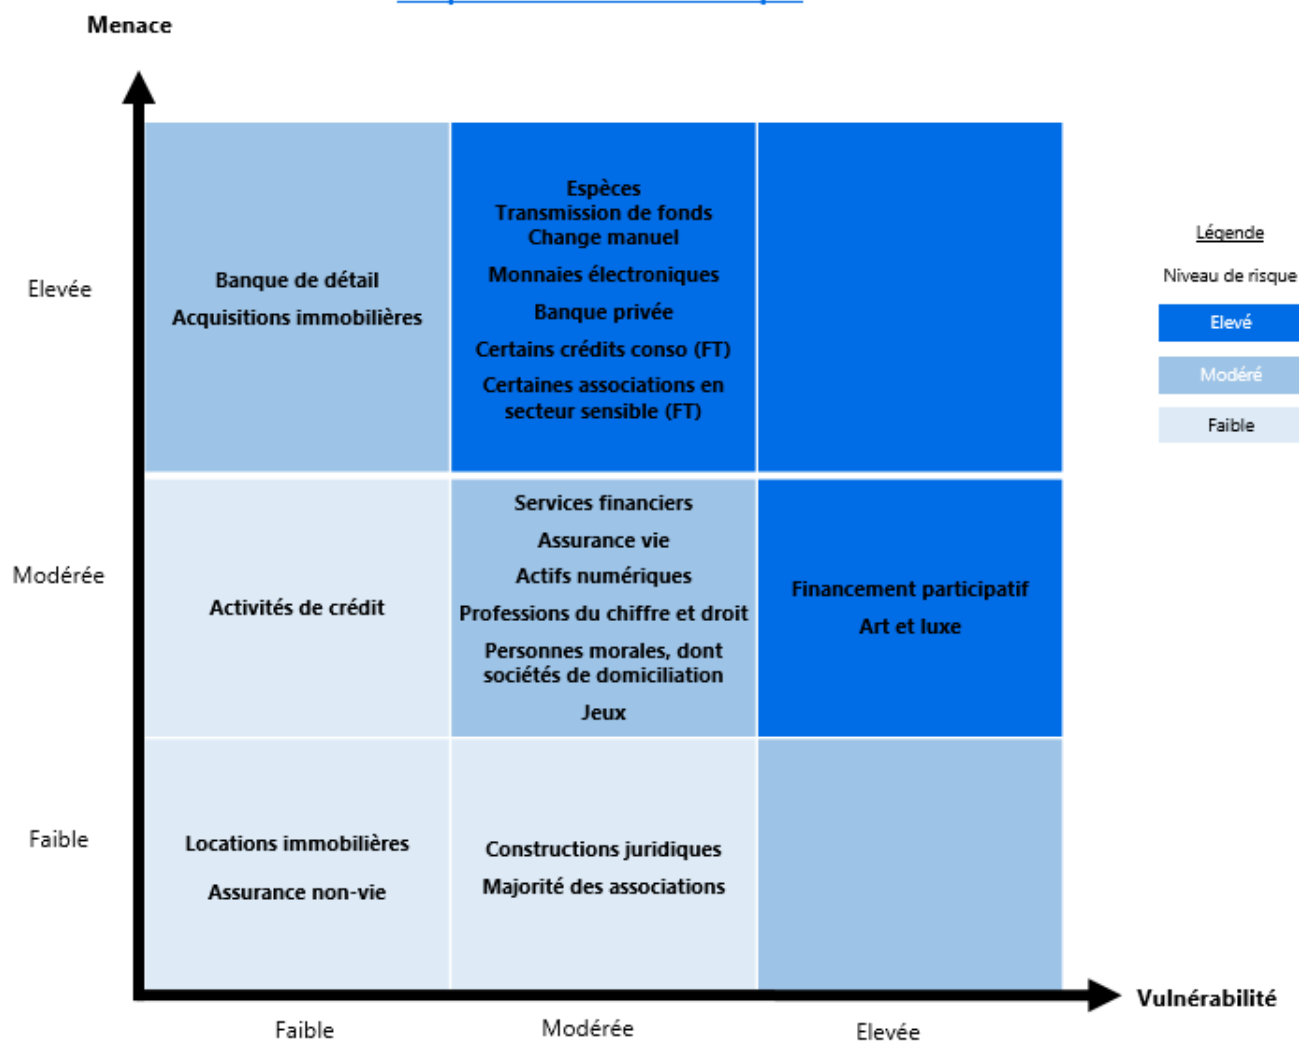 Menace
Elevée
Banque de détail
Acquisitions immobilières
Espèces
Transmission de fonds
Change manuel
Monnaies électroniques
Banque privée
Certains crédits conso (FT)
Certaines associations en
secteur sensible (FT)
Légende
Niveau de risque
Elevé
Modéré
Faible
Modérée
Activités de crédit
Services financiers
Assurance vie
Actifs numériques
Professions du chiffre et droit
Personnes morales, dont
sociétés de domiciliation
Jeux
Financement participatif
Art et luxe
Faible
Locations immobilières
Assurance non-vie
Constructions juridiques
Majorité des associations
Vulnérabilité
Faible
Modérée
Elevée